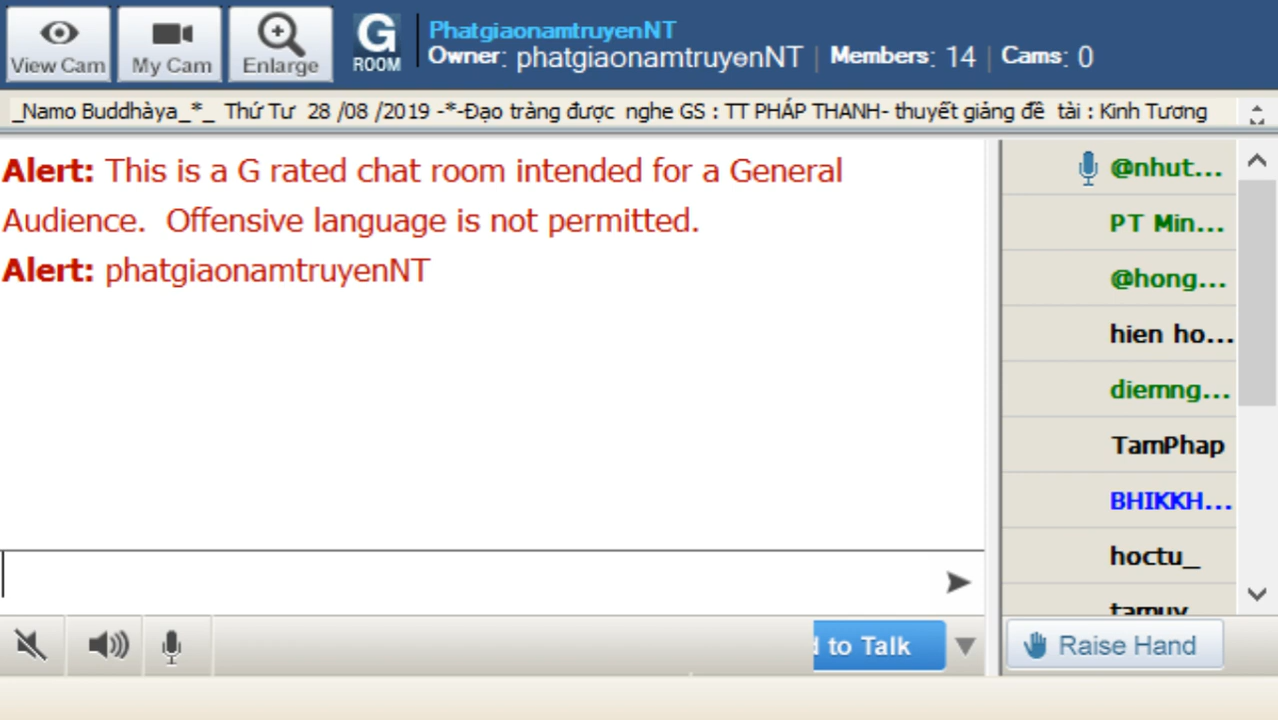 PhatgiaonamtruyenNT
Owner: phatgiaonamtruyenNT | Members: 14 | Cams: 0
View Cam
My Cam
Enlarge
G
ROOM
_Namo Buddhàya_*_ Thứ Tư 28 /08 /2019 -*-Đạo tràng được nghe GS : TT PHÁP THANH- thuyết giảng đề tài : Kinh Tương
Alert: This is a G rated chat room intended for a General
Audience. Offensive language is not permitted.
Alert: phatgiaonamtruyenNT
@nhut...
PT Min...
@hong...
hien ho...
diemng...
TamPhap
BHIKKH...
hoctu_
to Talk
Raise Hand